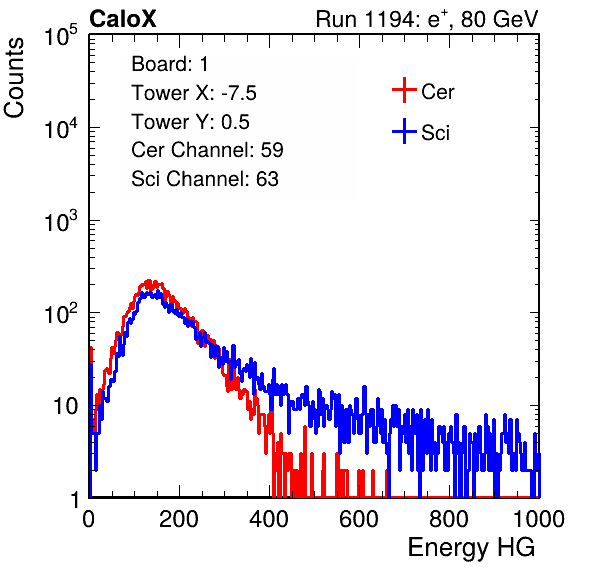 CaloX Run 1194: e⁺, 80 GeV
Counts
Board: 1
Tower X: -7.5
Tower Y: 0.5
Cer Channel: 59
Sci Channel: 63
Cer
Sci
10⁵
10⁴
10³
10²
10
1
0 200 400 600 800 1000
Energy HG